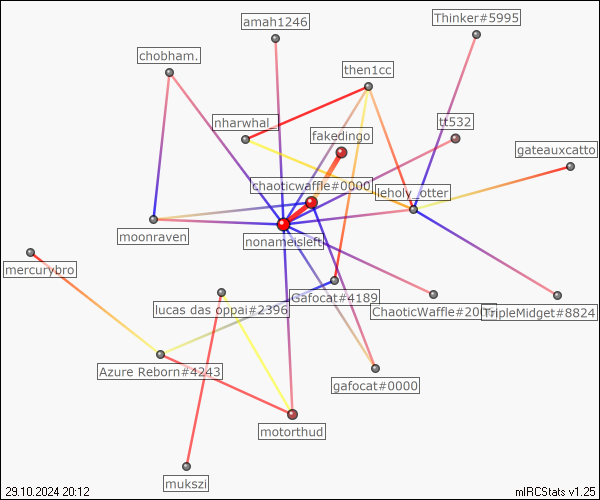 amah1246
Thinker#5995
chobham.
then1cc
nharwhal_
tt532
fakedingo
gateauxcatto
chaoticwaffle#0000
leholy_otter
moonraven
nonameisleft
mercurybro
Gafocat#4189
lucas das oppai#2396
ChaoticWaffle#200
TripleMidget#8824
Azure Reborn#4243
gafocat#0000
motorthud
mukszi
29.10.2024 20:12
mIRCStats v1.25